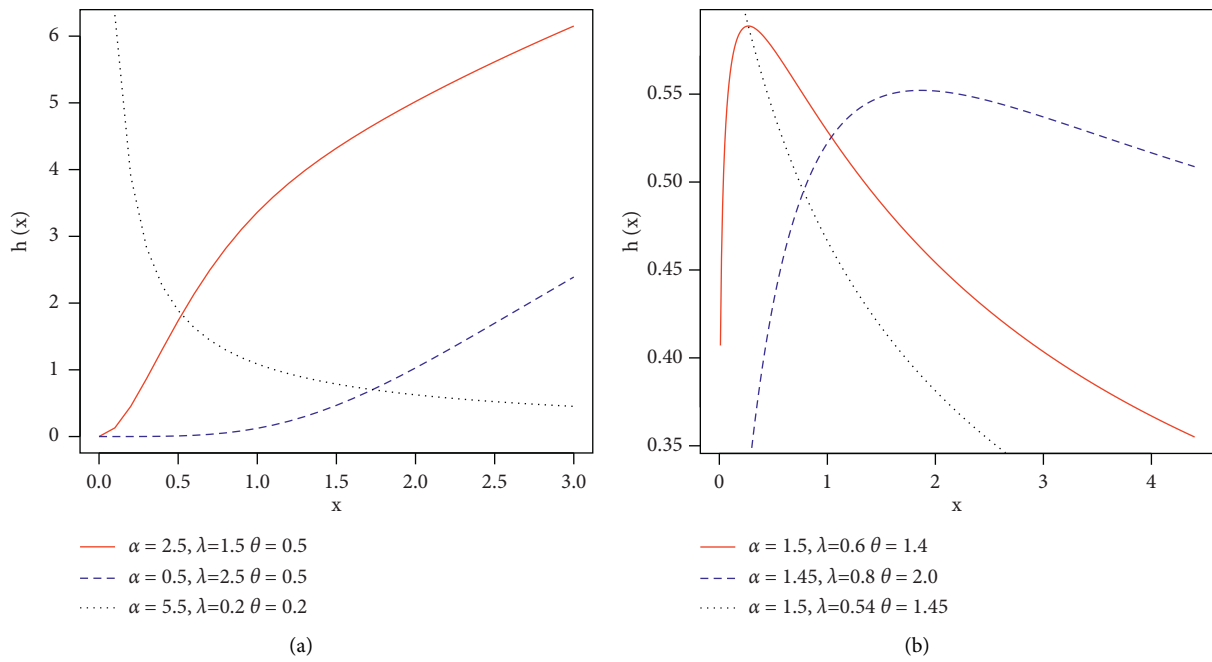 6
5
4
3
2
1
0
h (x)
0.0 0.5 1.0 1.5 2.0 2.5 3.0
x
α = 2.5, λ=1.5 θ = 0.5
α = 0.5, λ=2.5 θ = 0.5
α = 5.5, λ=0.2 θ = 0.2
(a)
0.55
0.50
0.45
0.40
0.35
h (x)
0 1 2 3 4
x
α = 1.5, λ=0.6 θ = 1.4
α = 1.45, λ=0.8 θ = 2.0
α = 1.5, λ=0.54 θ = 1.45
(b)